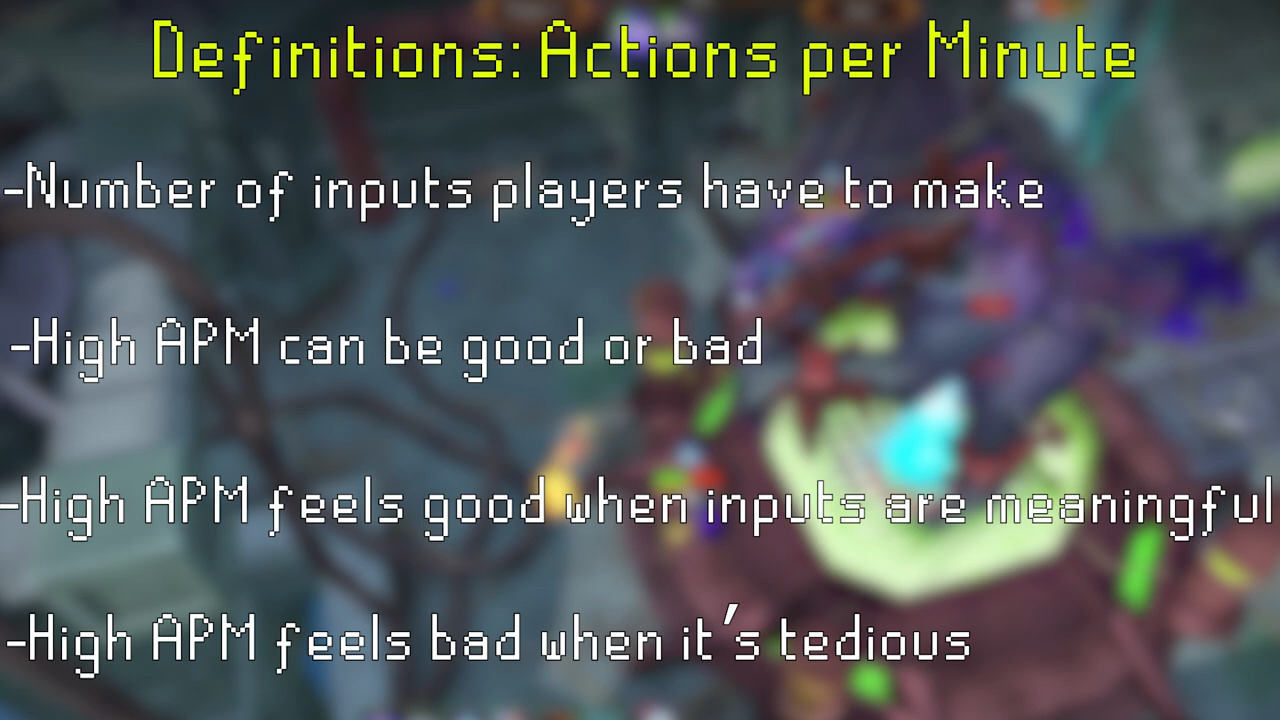 Definitions: Actions per Minute
-Number of inputs players have to make
-High APM can be good or bad
-High APM feels good when inputs are meaningful
-High APM feels bad when it's tedious